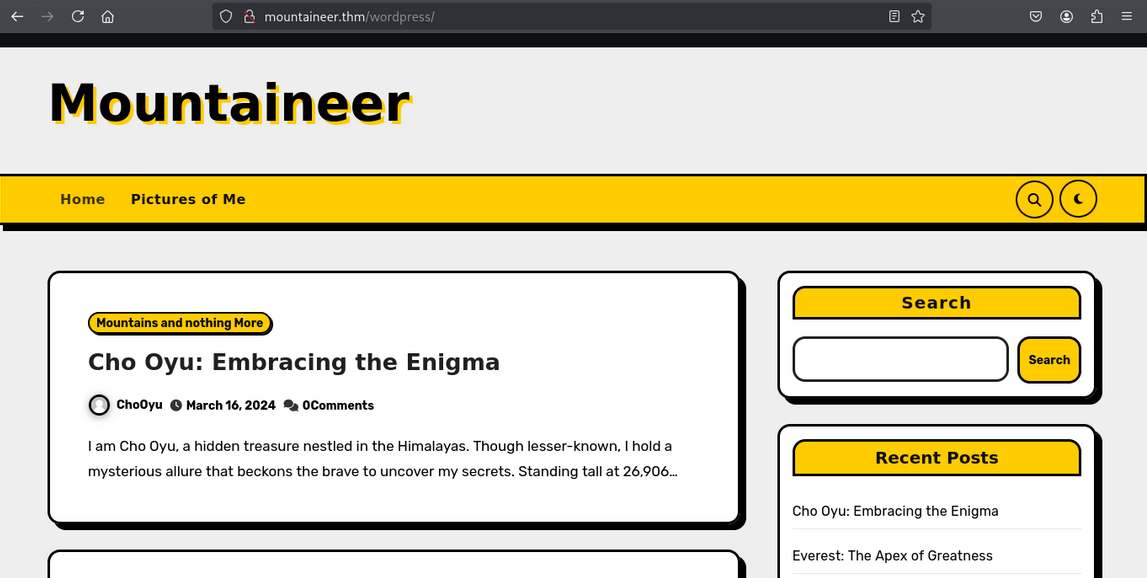 mountaineer.thm/wordpress/
Mountaineer
Home Pictures of Me
Mountains and nothing More
Cho Oyu: Embracing the Enigma
ChoOyu March 16, 2024 0Comments
I am Cho Oyu, a hidden treasure nestled in the Himalayas. Though lesser-known, I hold a
mysterious allure that beckons the brave to uncover my secrets. Standing tall at 26,906…
Search
Search
Recent Posts
Cho Oyu: Embracing the Enigma
Everest: The Apex of Greatness